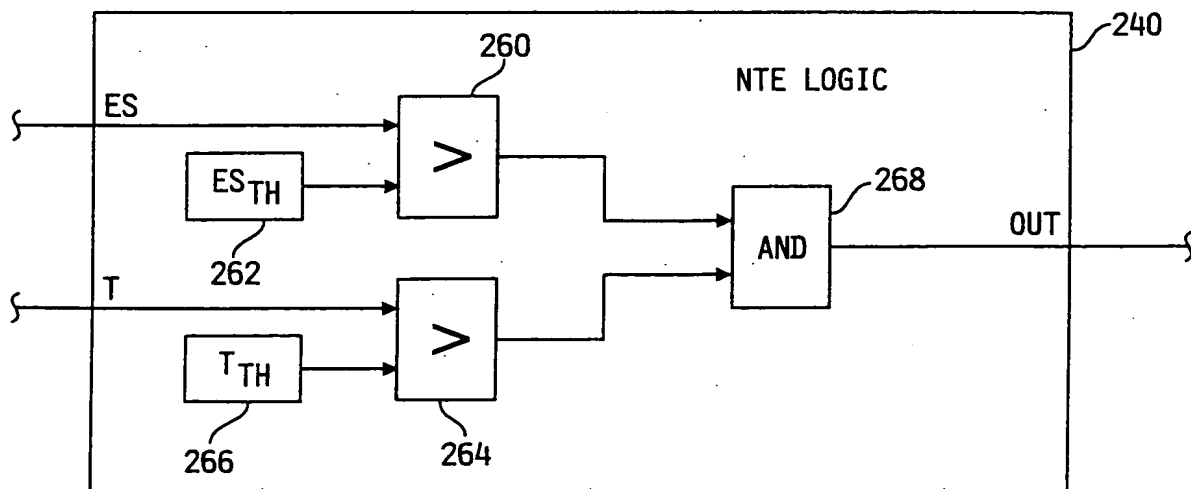 240
260
NTE LOGIC
ES
>
ES_TH
268
262
AND
OUT
T
>
T_TH
266
264